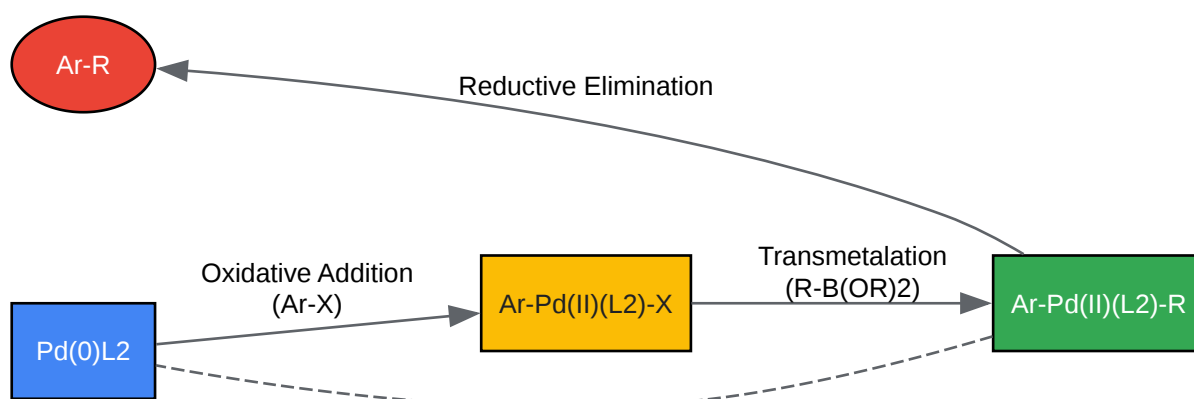 Ar-R
Reductive Elimination
Oxidative Addition
(Ar-X)
Transmetalation
(R-B(OR)2)
Pd(0)L2
Ar-Pd(II)(L2)-X
Ar-Pd(II)(L2)-R